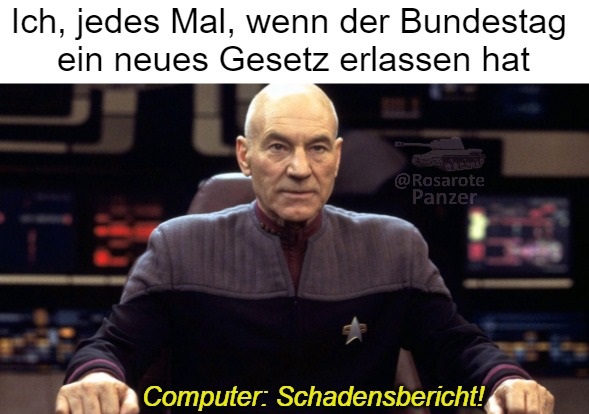 Ich, jedes Mal, wenn der Bundestag
ein neues Gesetz erlassen hat
@Rosarote
Panzer
Computer: Schadensbericht!